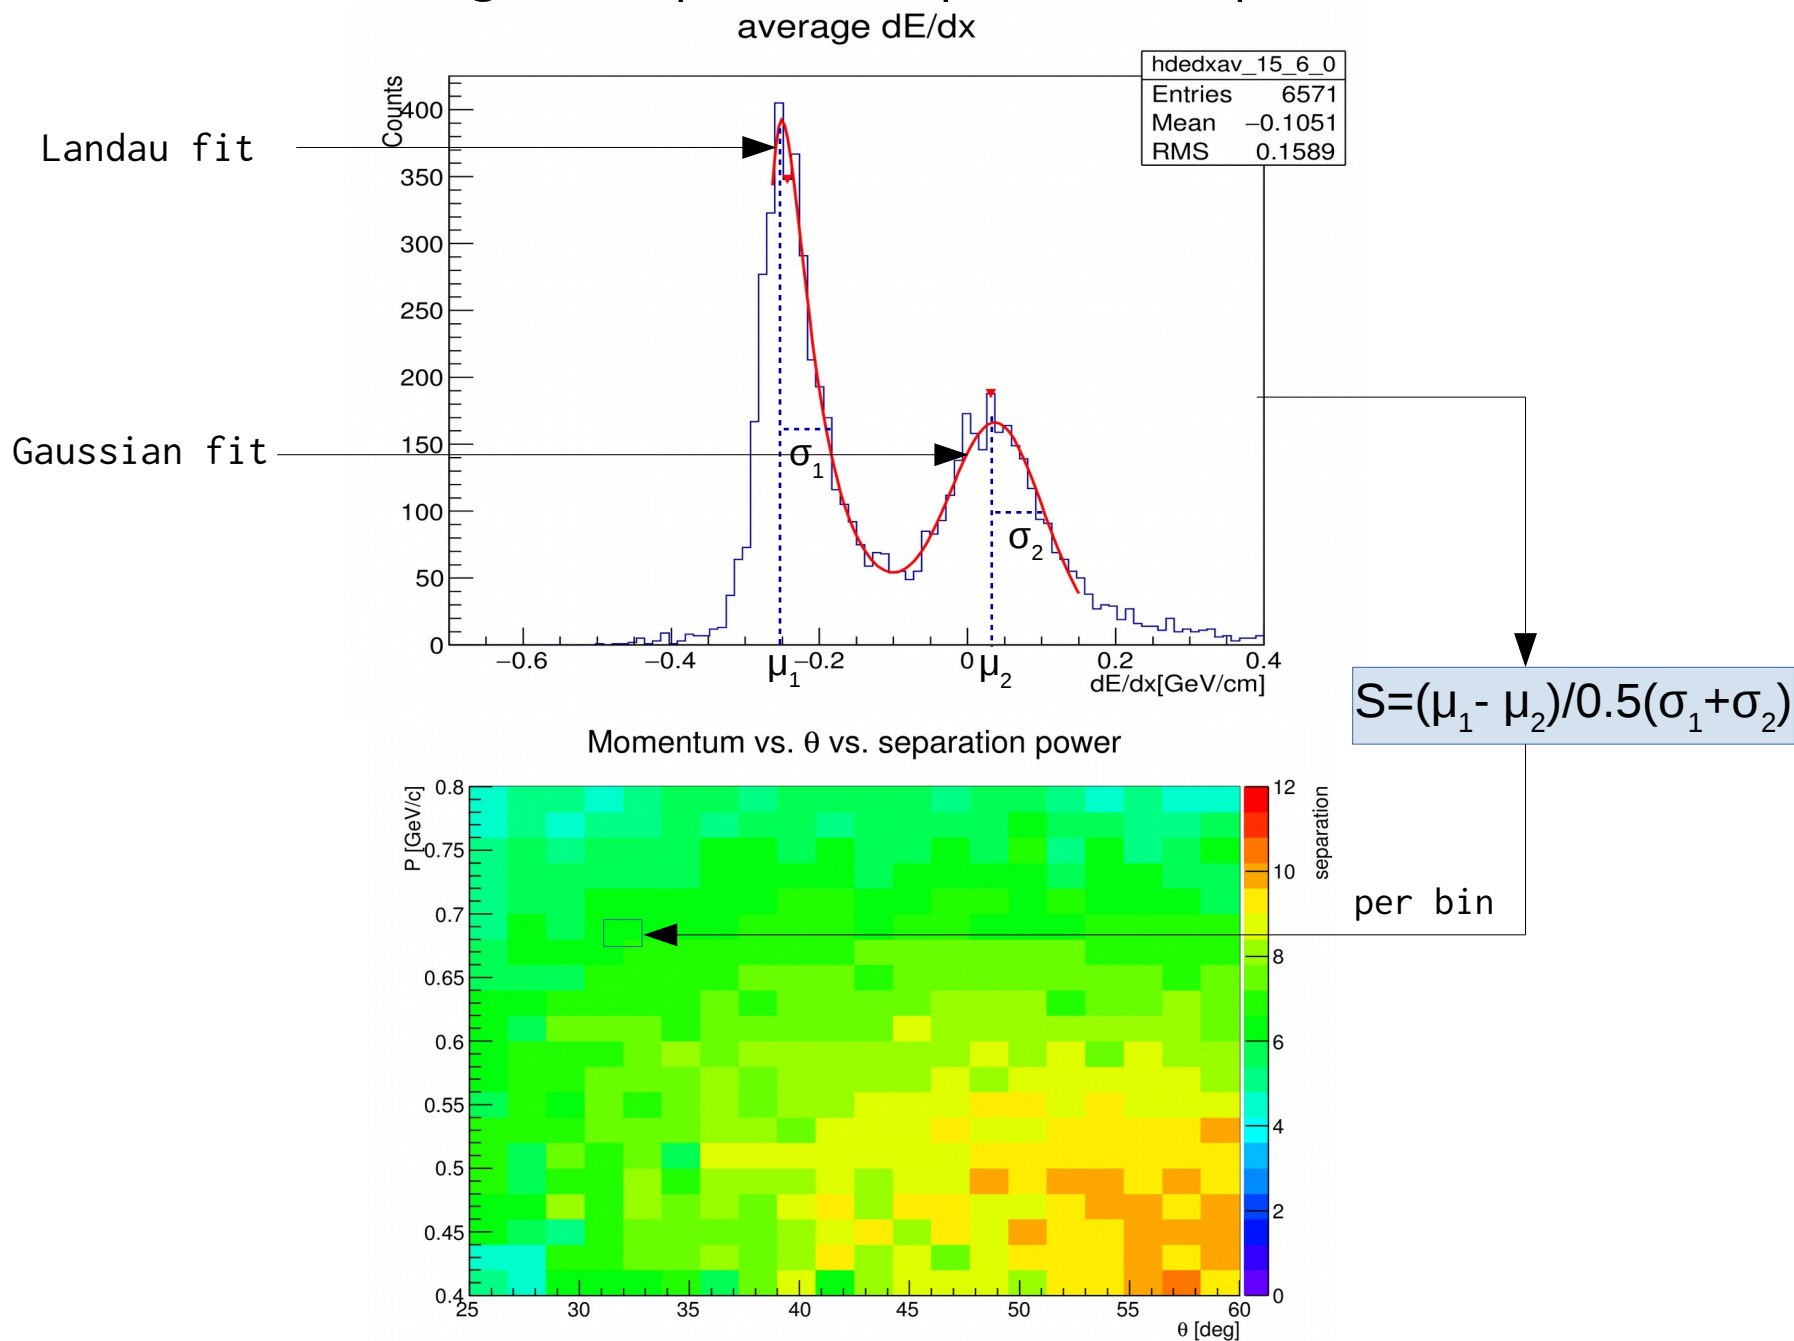 average dE/dx
hdedxav_15_6_0
Entries 6571
Mean −0.1051
RMS 0.1589
Counts
400
350
300
250
200
150
100
50
0
Landau fit
Gaussian fit
σ1
σ2
−0.6 −0.4 −0.2 0 0.2 0.4
μ1 μ2
dE/dx[GeV/cm]
S=(μ1- μ2)/0.5(σ1+σ2)
per bin
Momentum vs. θ vs. separation power
P [GeV/c]
0.8
0.75
0.7
0.65
0.6
0.55
0.5
0.45
0.4
25 30 35 40 45 50 55 60
θ [deg]
12
10
8
6
4
2
0
separation